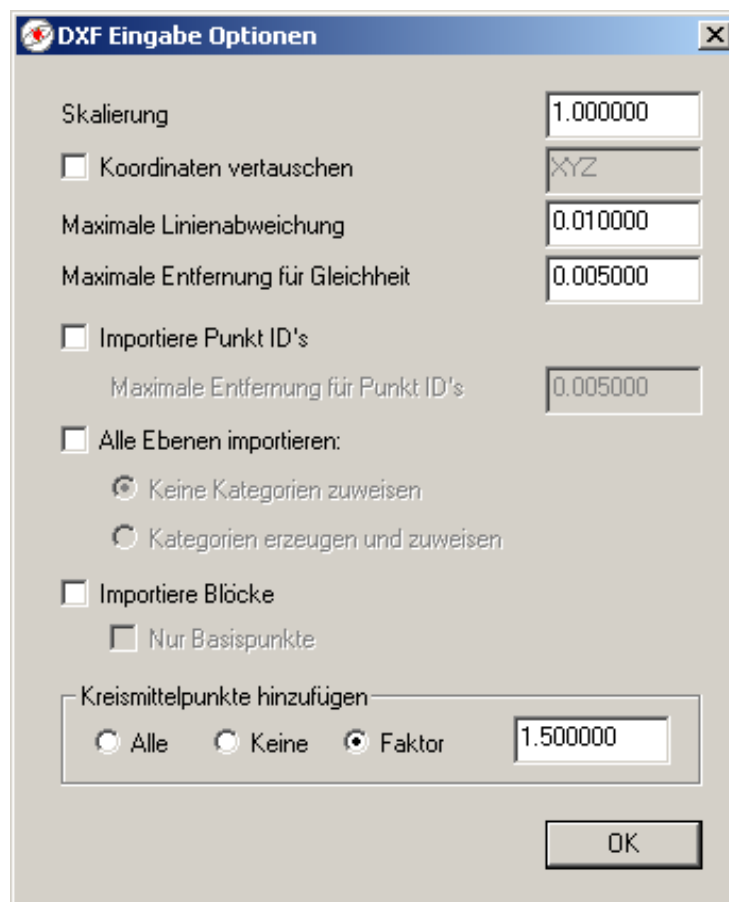 DXF Eingabe Optionen
Skalierung 1.000000
Koordinaten vertauschen XYZ
Maximale Linienabweichung 0.010000
Maximale Entfernung für Gleichheit 0.005000
Importiere Punkt ID's
Maximale Entfernung für Punkt ID's 0.005000
Alle Ebenen importieren:
Keine Kategorien zuweisen
Kategorien erzeugen und zuweisen
Importiere Blöcke
Nur Basispunkte
Kreismittelpunkte hinzufügen
Alle Keine Faktor 1.500000
OK